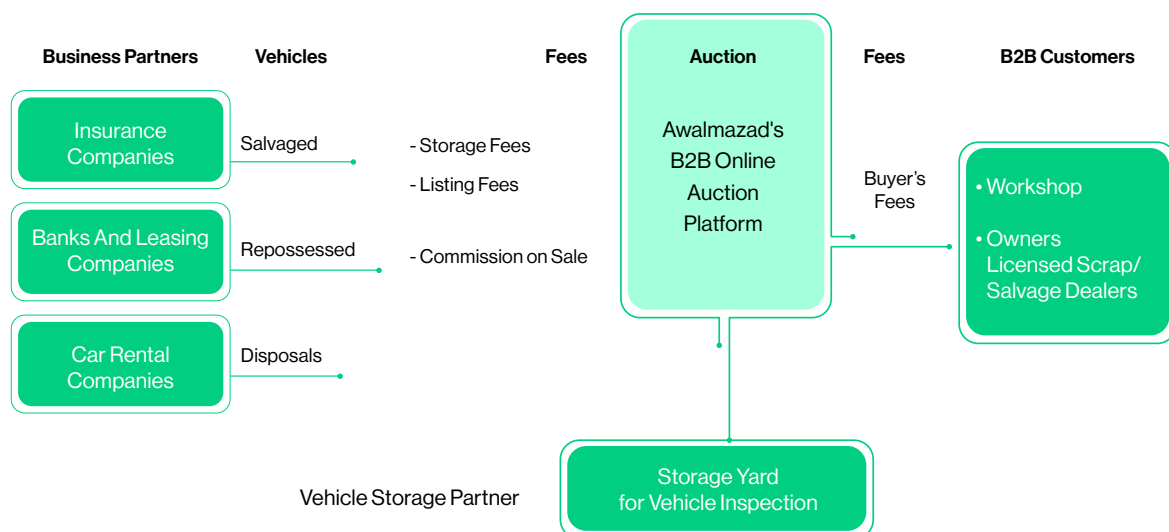 Business Partners
Vehicles
Fees
Auction
Fees
B2B Customers
Insurance
Companies
Salvaged
- Storage Fees
- Listing Fees
Banks And Leasing
Companies
Repossessed
- Commission on Sale
Car Rental
Companies
Disposals
Awalmazad's
B2B Online
Auction
Platform
Buyer’s
Fees
• Workshop
• Owners
Licensed Scrap/
Salvage Dealers
Vehicle Storage Partner
Storage Yard
for Vehicle Inspection